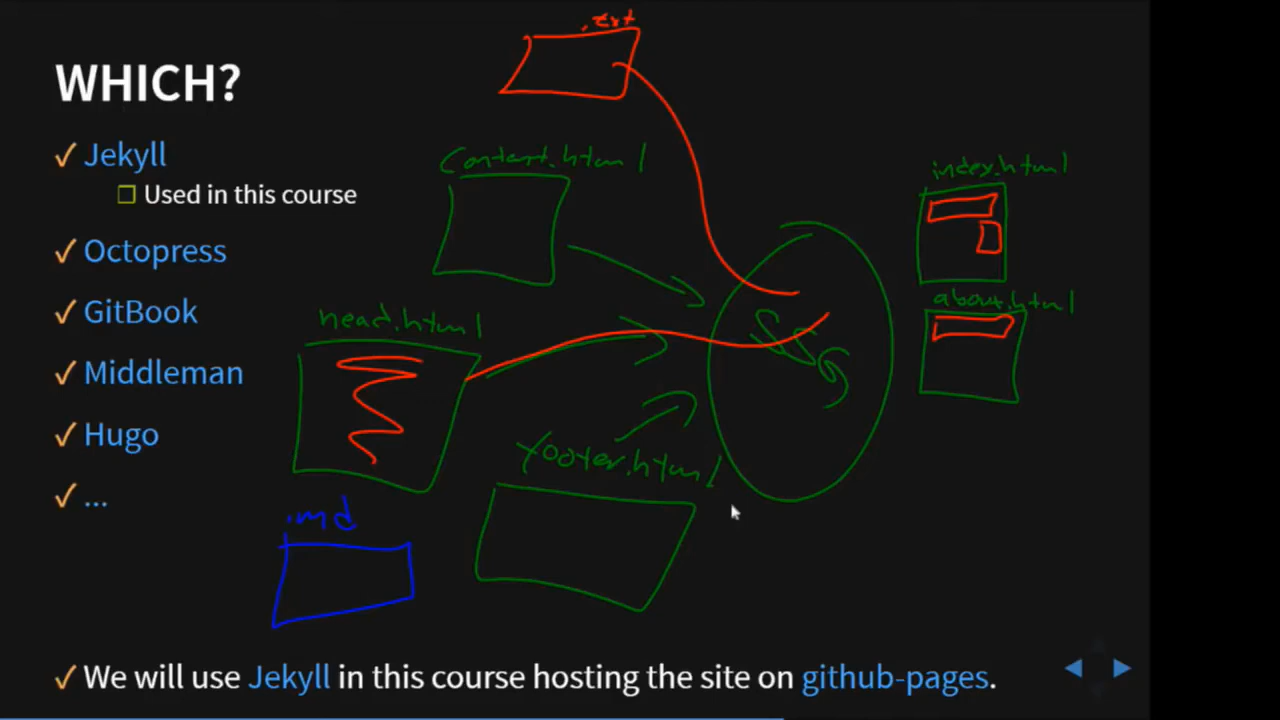 WHICH?
✓ Jekyll
❐ Used in this course
✓ Octopress
✓ GitBook
✓ Middleman
✓ Hugo
✓ ...
.txt
Content.html
head.html
footer.html
.md
SSG
index.html
about.html
✓ We will use Jekyll in this course hosting the site on github-pages.